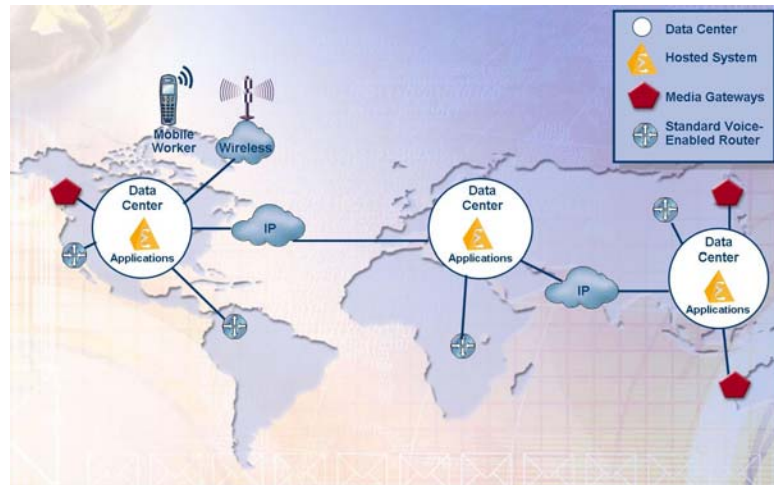 Data Center
Hosted System
Media Gateways
Standard Voice-
Enabled Router
Mobile
Worker
Wireless
Data
Center
Applications
IP
Data
Center
Applications
IP
Data
Center
Applications